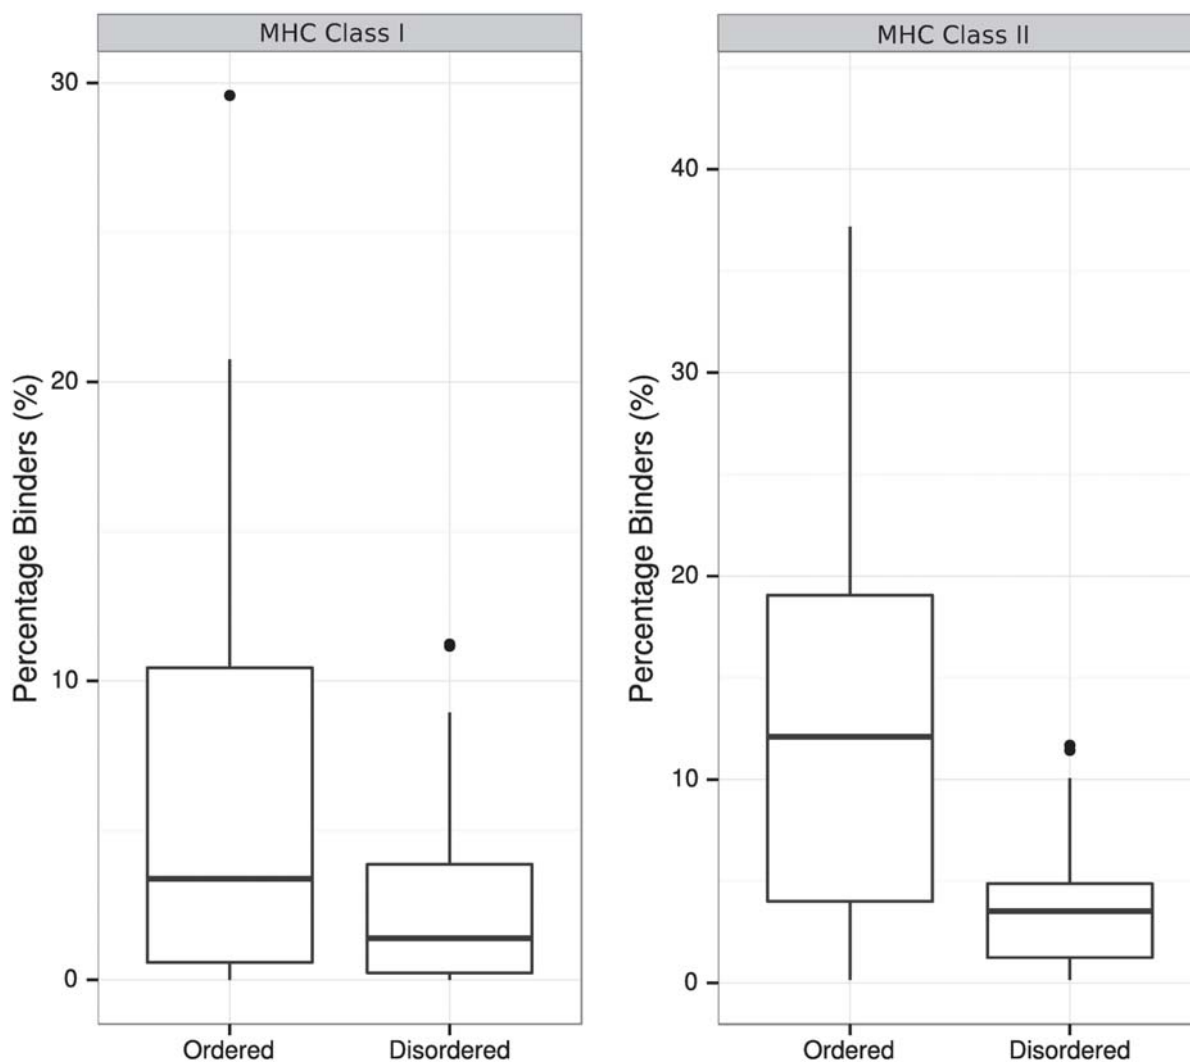 MHC Class I
Percentage Binders (%)
30
20
10
0
Ordered Disordered
MHC Class II
Percentage Binders (%)
40
30
20
10
0
Ordered Disordered